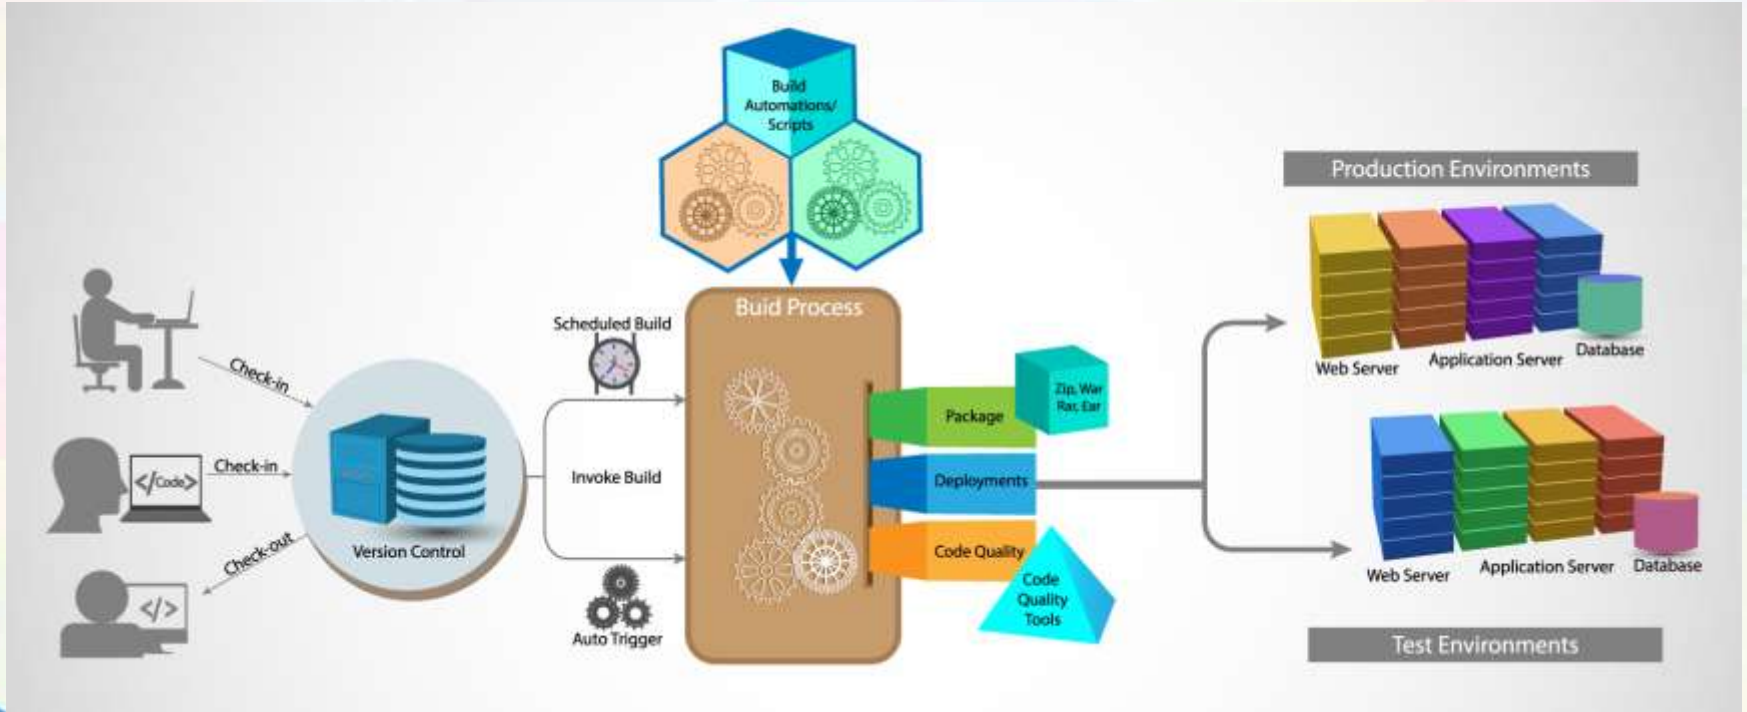 Build
Automations/
Scripts
Production Environments
Web Server
Application Server
Database
Scheduled Build
Buid Process
Check-in
Check-in
</Code>
Check-out
</>
Version Control
Invoke Build
Auto Trigger
Package
Zip, War
Rar, Ear
Deployments
Code Quality
Code
Quality
Tools
Web Server
Application Server
Database
Test Environments